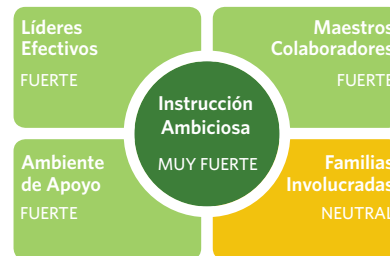 Líderes
Efectivos
FUERTE
Maestros
Colaboradores
FUERTE
Instrucción
Ambiciosa
MUY FUERTE
Ambiente
de Apoyo
FUERTE
Familias
Involucradas
NEUTRAL